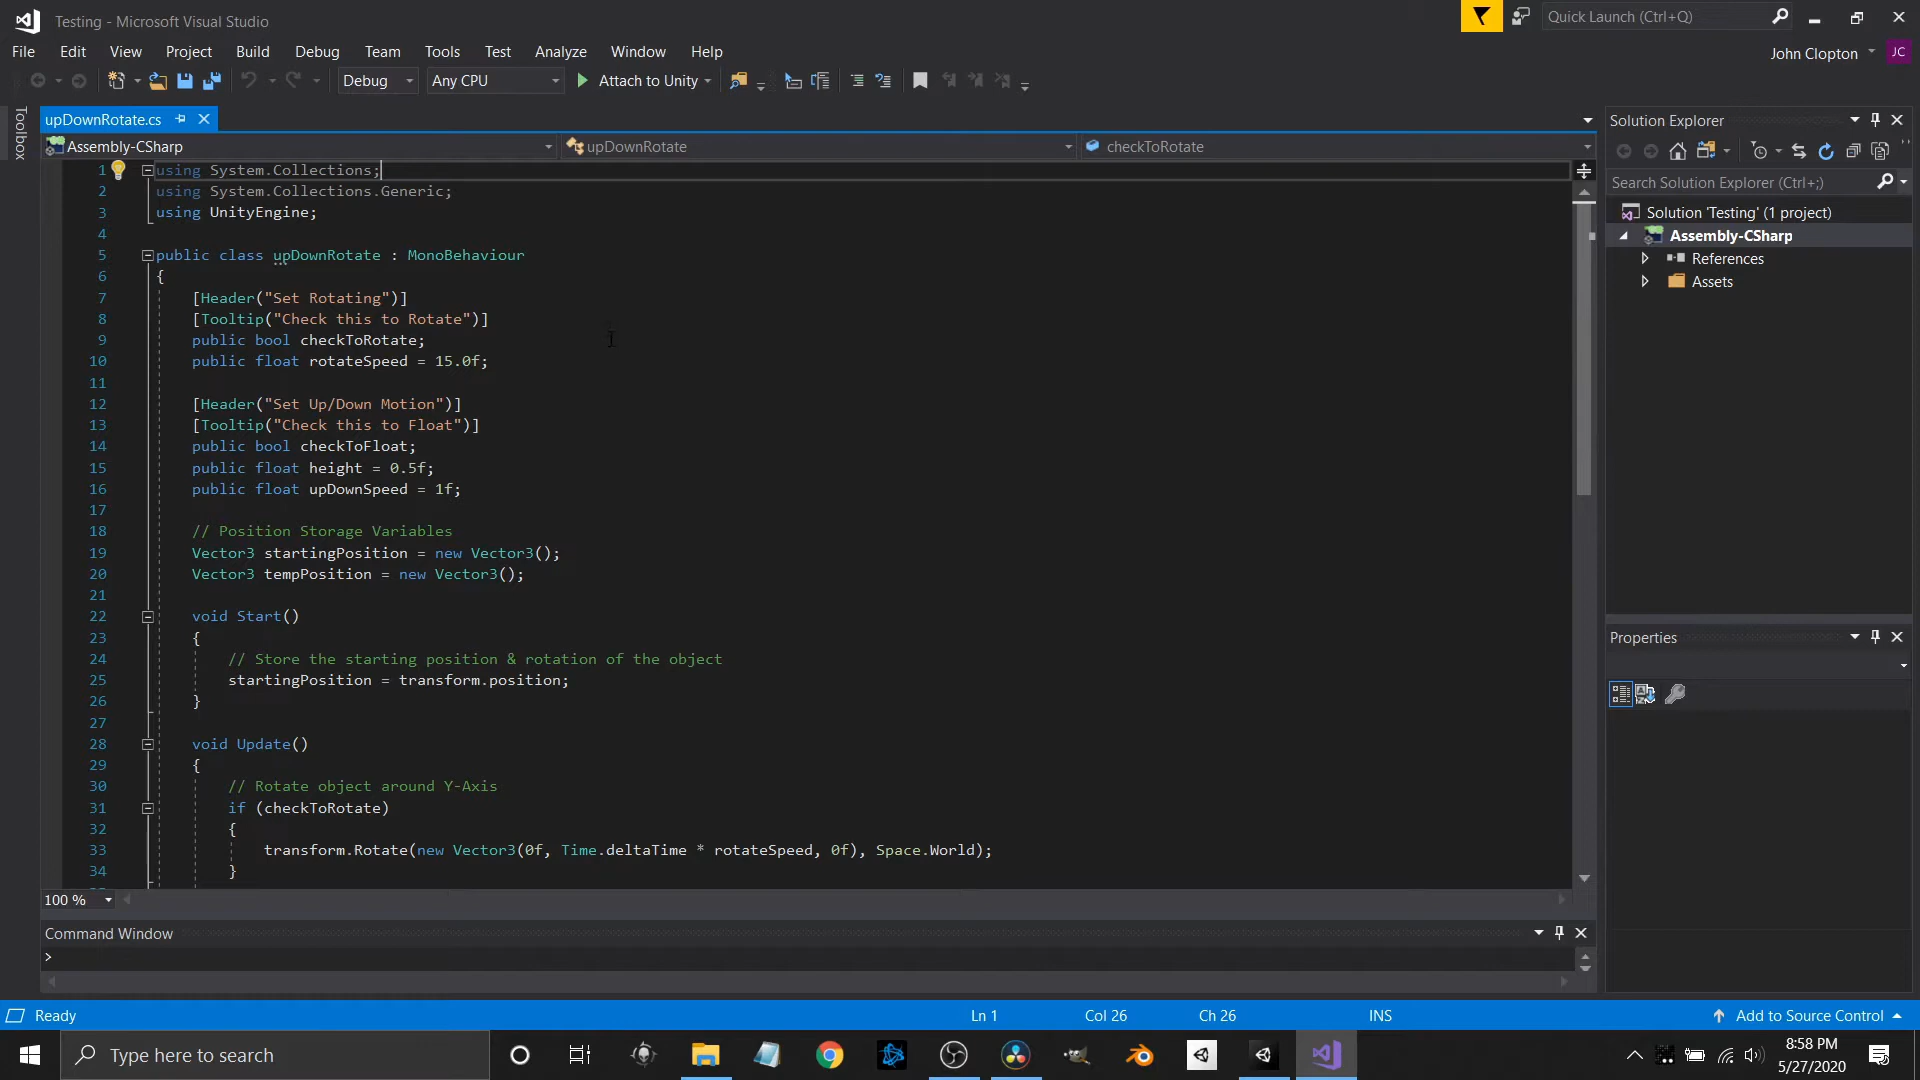 Testing - Microsoft Visual Studio
Quick Launch (Ctrl+Q)
File Edit View Project Build Debug Team Tools Test Analyze Window Help
John Clopton JC
Debug Any CPU Attach to Unity
Toolbox
upDownRotate.cs
Assembly-CSharp upDownRotate checkToRotate
1 using System.Collections;
2 using System.Collections.Generic;
3 using UnityEngine;
4
5 public class upDownRotate : MonoBehaviour
6 {
7 [Header("Set Rotating")]
8 [Tooltip("Check this to Rotate")]
9 public bool checkToRotate;
10 public float rotateSpeed = 15.0f;
11
12 [Header("Set Up/Down Motion")]
13 [Tooltip("Check this to Float")]
14 public bool checkToFloat;
15 public float height = 0.5f;
16 public float upDownSpeed = 1f;
17
18 // Position Storage Variables
19 Vector3 startingPosition = new Vector3();
20 Vector3 tempPosition = new Vector3();
21
22 void Start()
23 {
24 // Store the starting position & rotation of the object
25 startingPosition = transform.position;
26 }
27
28 void Update()
29 {
30 // Rotate object around Y-Axis
31 if (checkToRotate)
32 {
33 transform.Rotate(new Vector3(0f, Time.deltaTime * rotateSpeed, 0f), Space.World);
34 }
100 %
Command Window
>
Solution Explorer
Search Solution Explorer (Ctrl+;)
Solution 'Testing' (1 project)
Assembly-CSharp
References
Assets
Properties
Ready Ln 1 Col 26 Ch 26 INS Add to Source Control
Type here to search
8:58 PM
5/27/2020